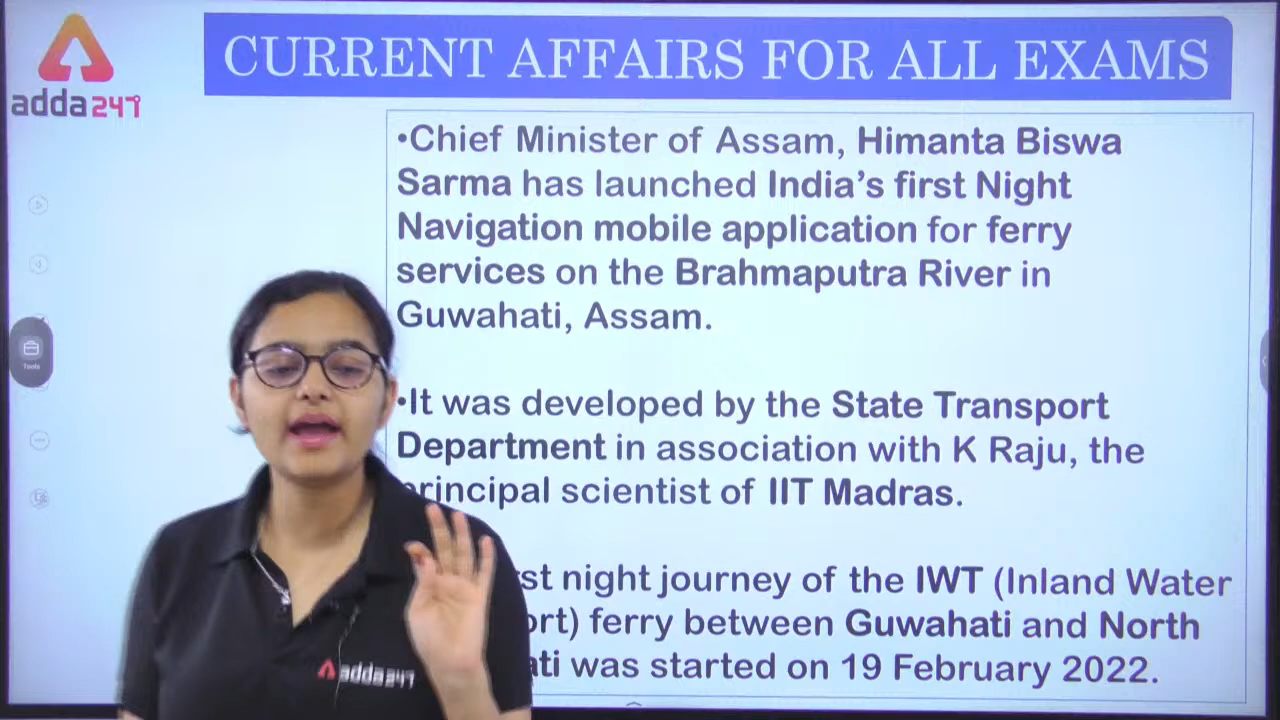 CURRENT AFFAIRS FOR ALL EXAMS
adda247
•Chief Minister of Assam, Himanta Biswa
Sarma has launched India's first Night
Navigation mobile application for ferry
services on the Brahmaputra River in
Guwahati, Assam.
•It was developed by the State Transport
Department in association with K Raju, the
principal scientist of IIT Madras.
night journey of the IWT (Inland Water
ferry between Guwahati and North
was started on 19 February 2022.
Tools
adda247